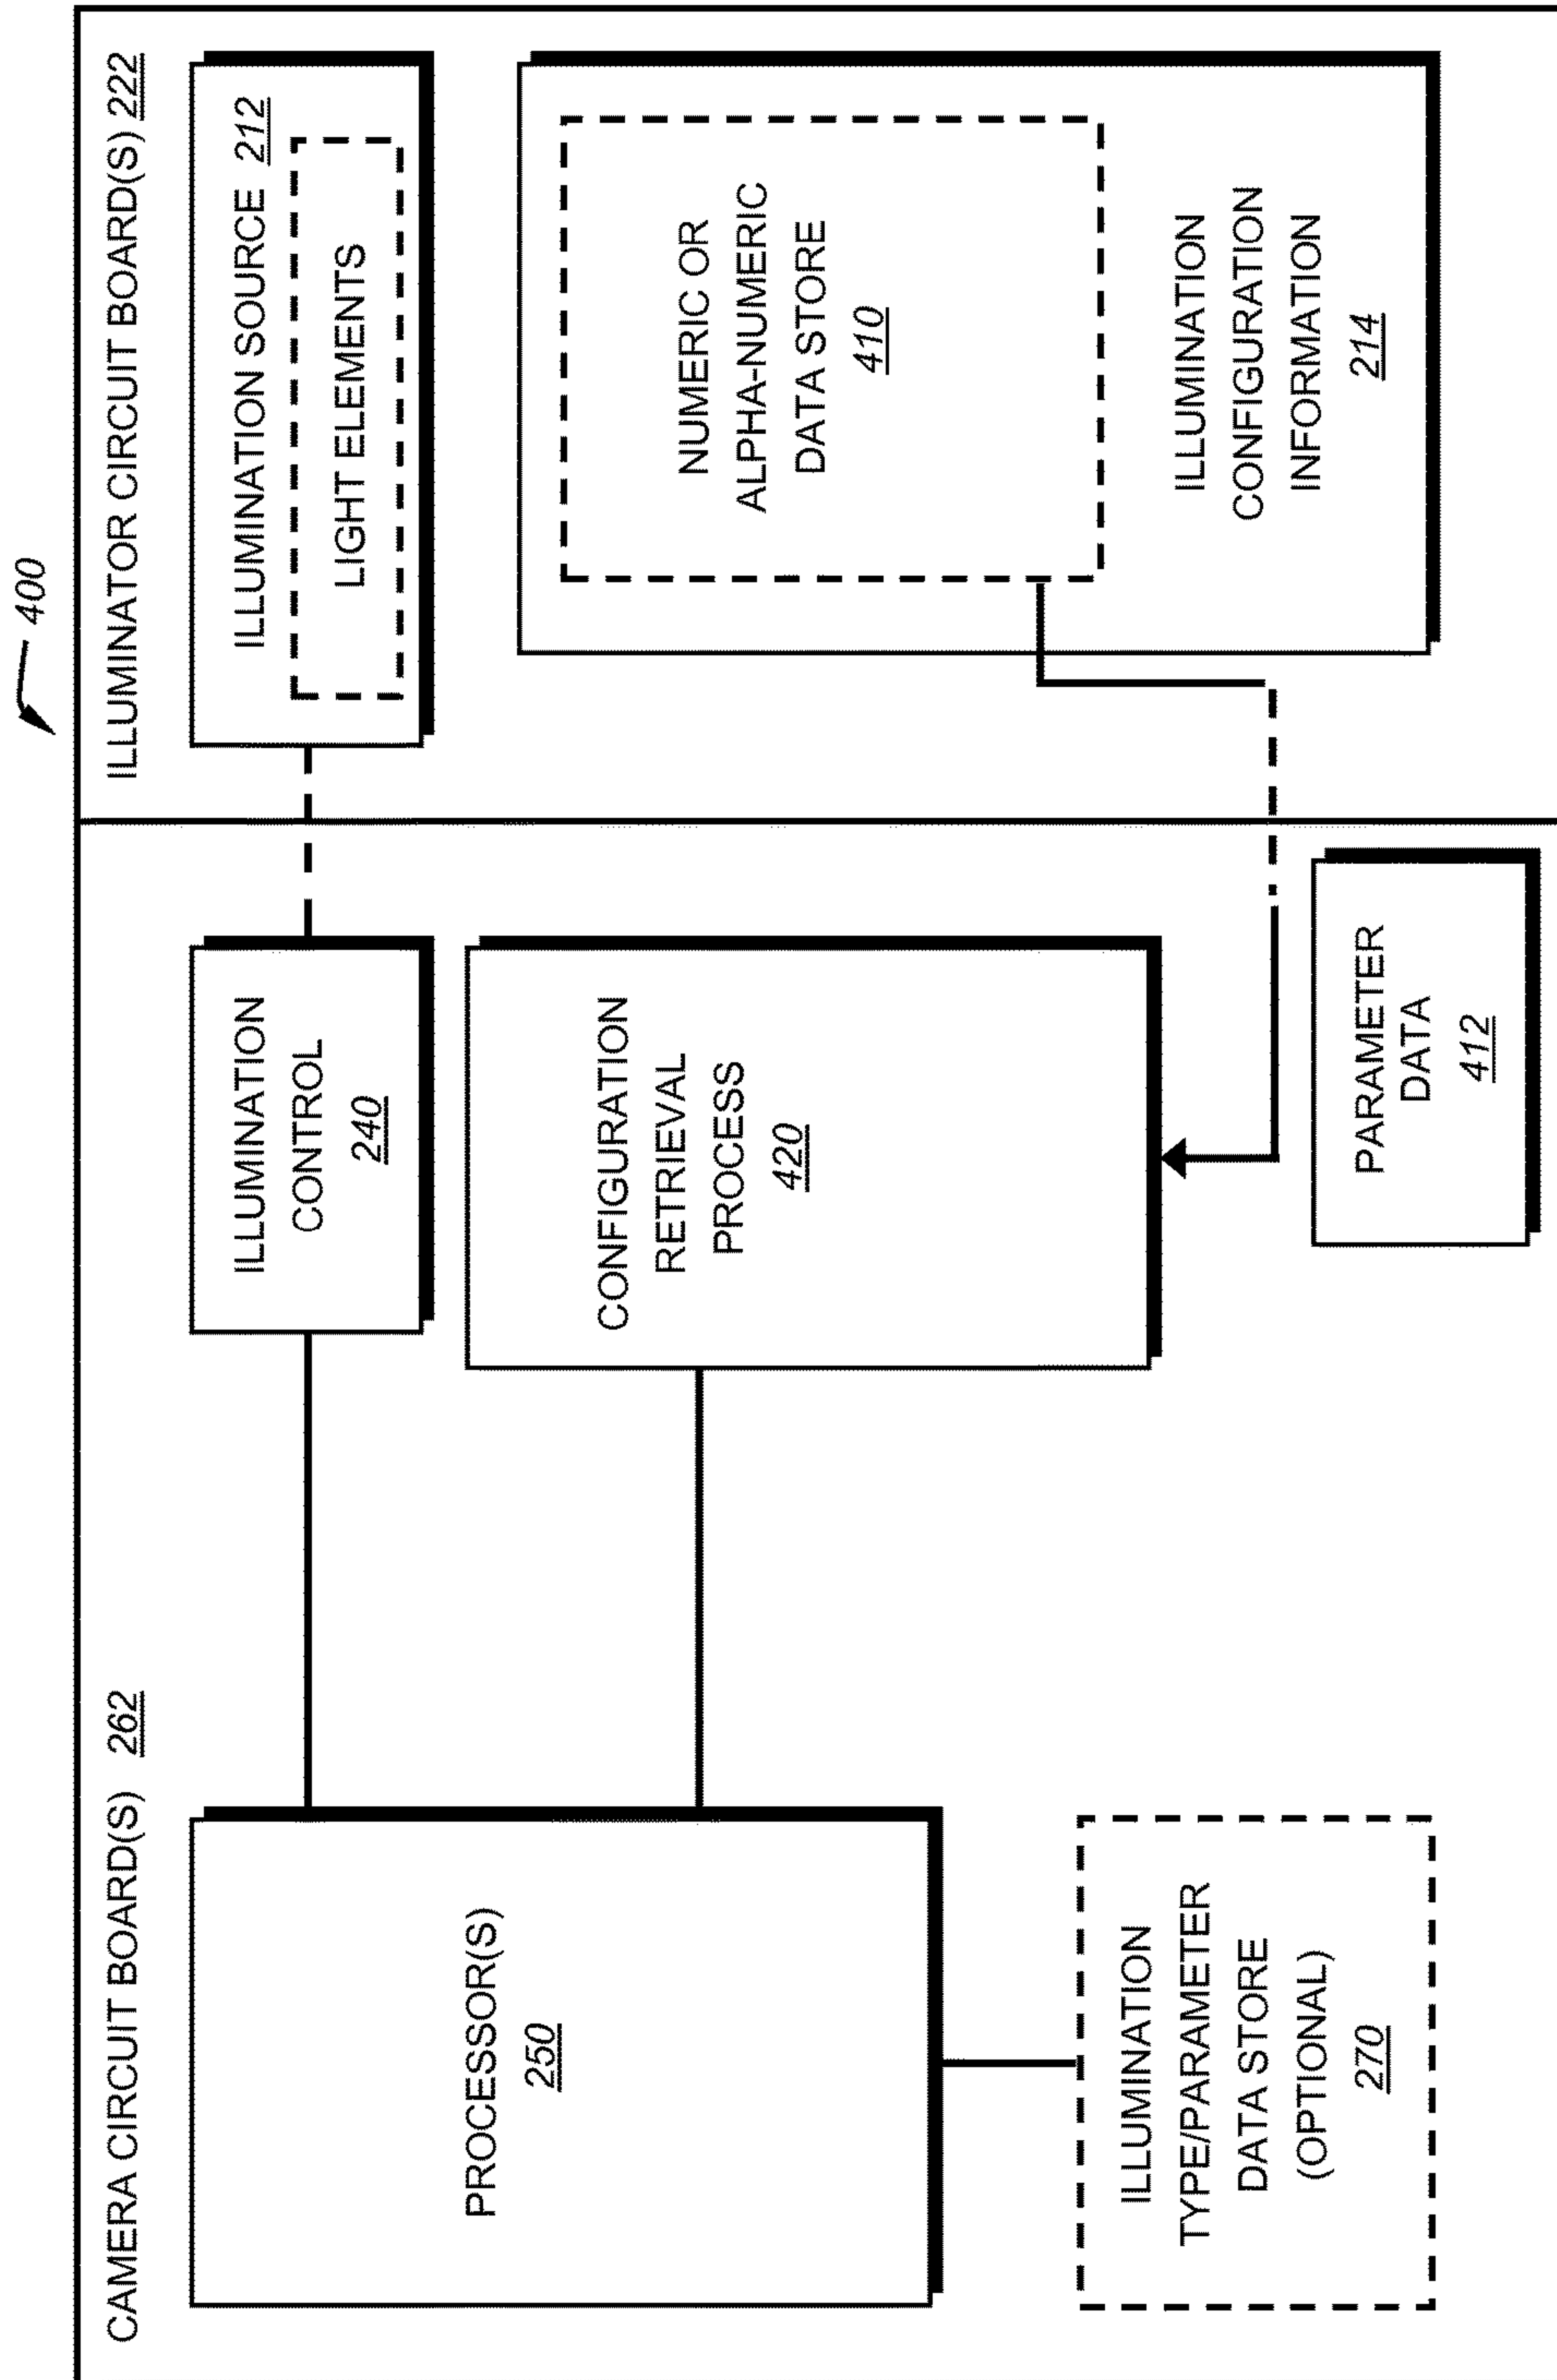 400
CAMERA CIRCUIT BOARD(S) 262
PROCESSOR(S)
250
ILLUMINATION
TYPE/PARAMETER
DATA STORE
(OPTIONAL)
270
ILLUMINATION
CONTROL
240
CONFIGURATION
RETRIEVAL
PROCESS
420
PARAMETER
DATA
412
ILLUMINATOR CIRCUIT BOARD(S) 222
ILLUMINATION SOURCE 212
LIGHT ELEMENTS
NUMERIC OR
ALPHA-NUMERIC
DATA STORE
410
ILLUMINATION
CONFIGURATION
INFORMATION
214